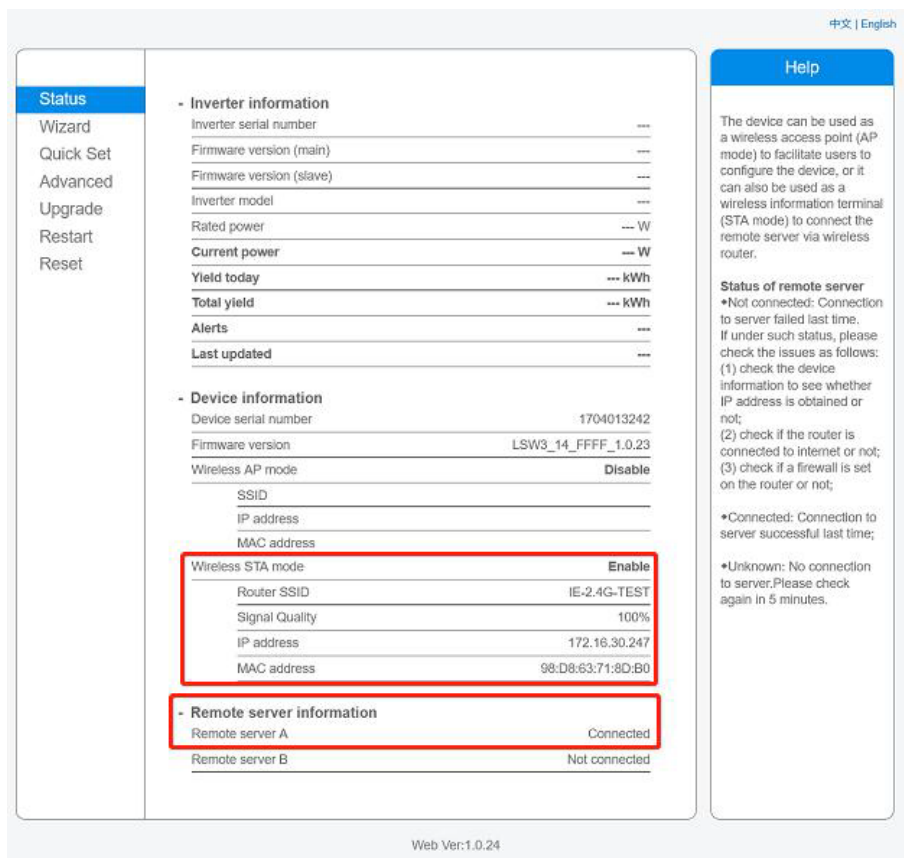 中文 | English
Status
Wizard
Quick Set
Advanced
Upgrade
Restart
Reset
- Inverter information
Inverter serial number ---
Firmware version (main) ---
Firmware version (slave) ---
Inverter model ---
Rated power --- W
Current power --- W
Yield today --- kWh
Total yield --- kWh
Alerts ---
Last updated ---
- Device information
Device serial number 1704013242
Firmware version LSW3_14_FFFF_1.0.23
Wireless AP mode Disable
SSID
IP address
MAC address
Wireless STA mode Enable
Router SSID IE-2.4G-TEST
Signal Quality 100%
IP address 172.16.30.247
MAC address 98:D8:63:71:8D:B0
- Remote server information
Remote server A Connected
Remote server B Not connected
Help
The device can be used as
a wireless access point (AP
mode) to facilitate users to
configure the device, or it
can also be used as a
wireless information terminal
(STA mode) to connect the
remote server via wireless
router.
Status of remote server
◆Not connected: Connection
to server failed last time.
If under such status, please
check the issues as follows:
(1) check the device
information to see whether
IP address is obtained or
not;
(2) check if the router is
connected to internet or not;
(3) check if a firewall is set
on the router or not;
◆Connected: Connection to
server successful last time;
◆Unknown: No connection
to server.Please check
again in 5 minutes.
Web Ver:1.0.24